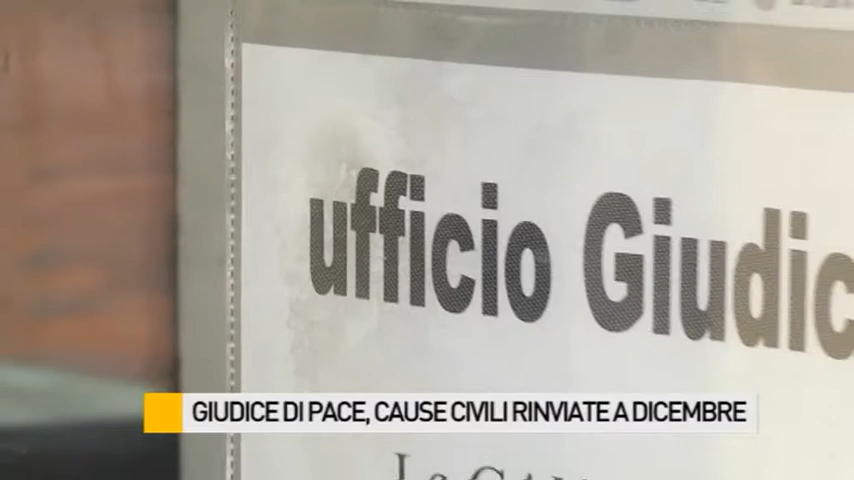 ufficio Giudic
GIUDICE DI PACE, CAUSE CIVILI RINVIATE A DICEMBRE